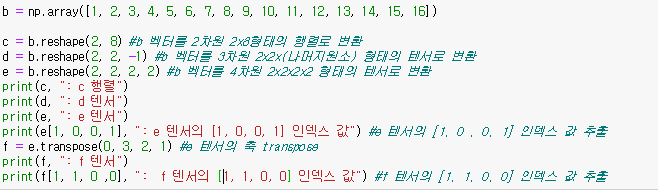 b = np.array([1, 2, 3, 4, 5, 6, 7, 8, 9, 10, 11, 12, 13, 14, 15, 16])
c = b.reshape(2, 8) #b 벡터를 2차원 2x8형태의 행렬로 변환
d = b.reshape(2, 2, -1) #b 벡터를 3차원 2x2x(나머지원소) 형태의 텐서로 변환
e = b.reshape(2, 2, 2, 2) #b 벡터를 4차원 2x2x2x2 형태의 텐서로 변환
print(c, ": c 행렬")
print(d, ": d 텐서")
print(e, ": e 텐서")
print(e[1, 0, 0, 1], ": e 텐서의 [1, 0, 0, 1] 인덱스 값") #e 텐서의 [1, 0 , 0, 1] 인덱스 값 추출
f = e.transpose(0, 3, 2, 1) #e 텐서의 축 transpose
print(f, ": f 텐서")
print(f[1, 1, 0 ,0], ":  f 텐서의 [1, 1, 0, 0] 인덱스 값") #f 텐서의 [1, 1, 0, 0] 인덱스 값 추출